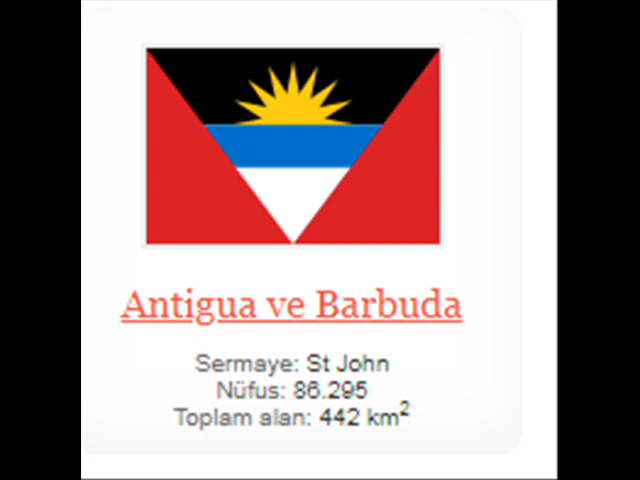 Antigua ve Barbuda
Sermaye: St John
Nüfus: 86.295
Toplam alan: 442 km²